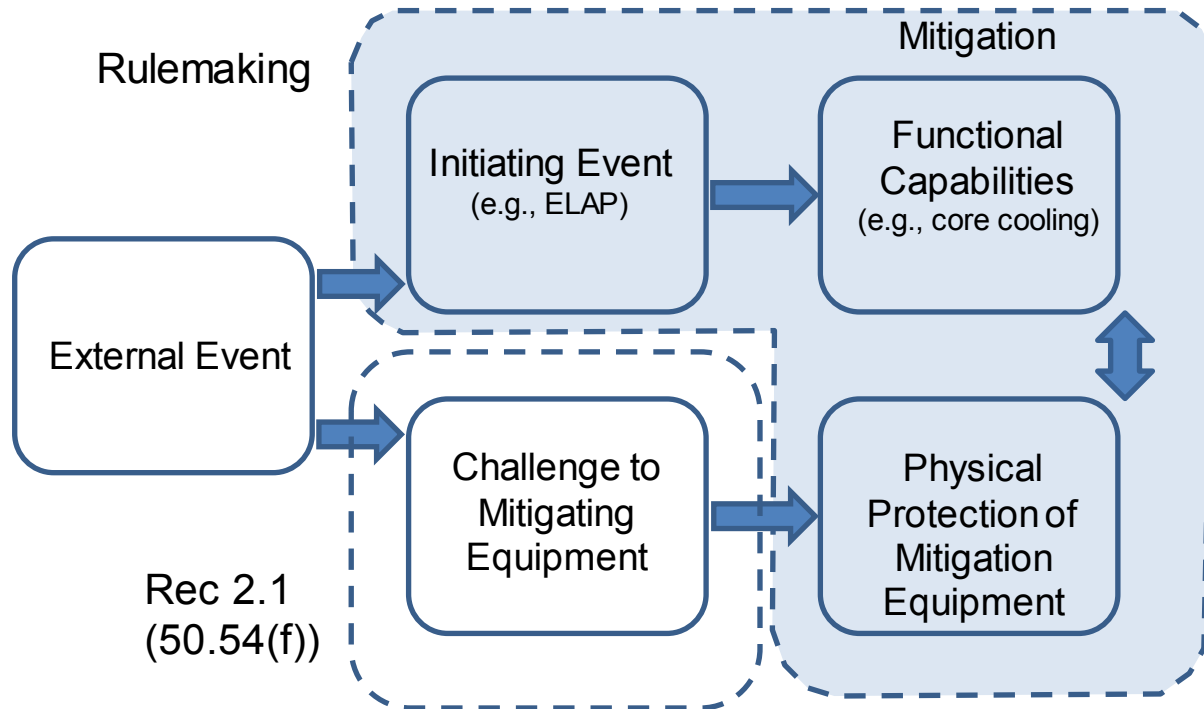 Rulemaking
Mitigation
Initiating Event
(e.g., ELAP)
Functional
Capabilities
(e.g., core cooling)
External Event
Challenge to
Mitigating
Equipment
Physical
Protection of
Mitigation
Equipment
Rec 2.1
(50.54(f))